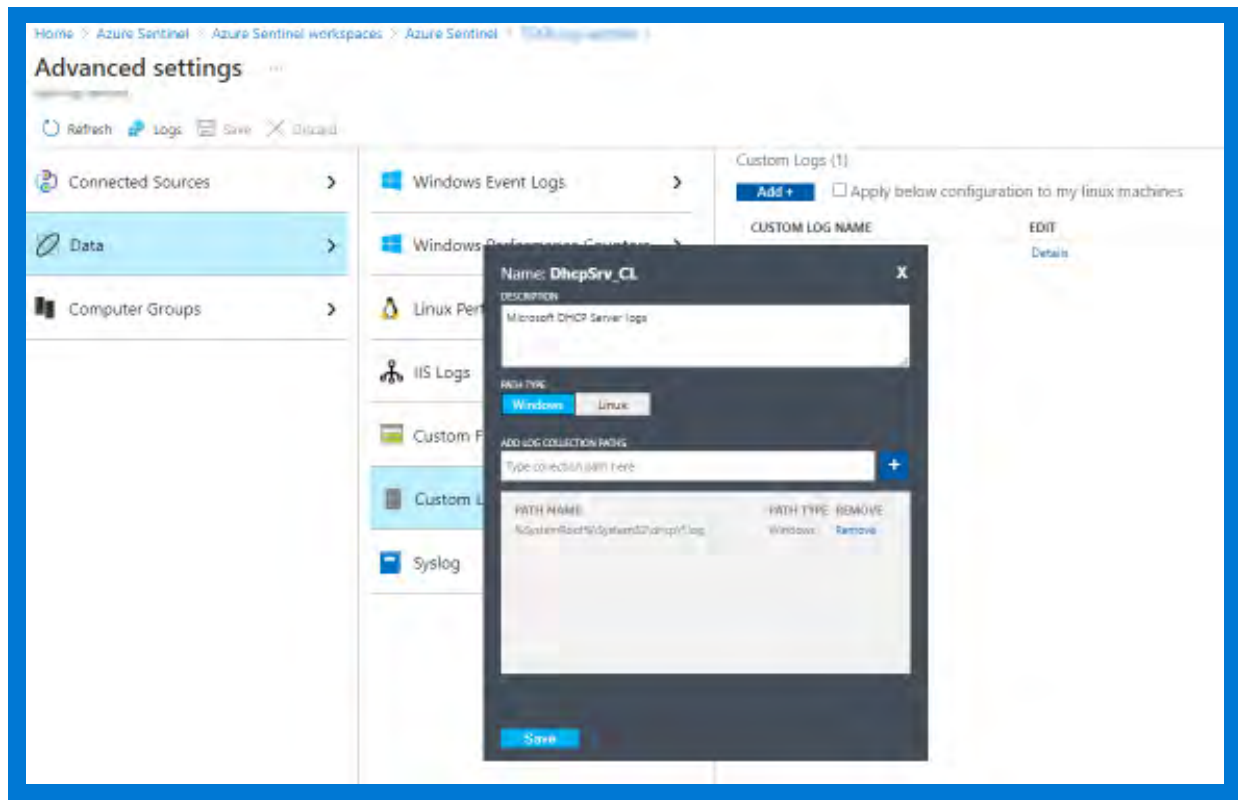 Home > Azure Sentinel > Azure Sentinel workspaces > Azure Sentinel >
Advanced settings ...
Refresh Logs Save Discard
Connected Sources
Data
Computer Groups
Windows Event Logs
Windows Performance Counters
Linux Perf
IIS Logs
Custom F
Custom L
Syslog
Custom Logs (1)
Add + Apply below configuration to my linux machines
CUSTOM LOG NAME EDIT
Details
Name: DhcpSrv_CL X
DESCRIPTION
Microsoft DHCP Server logs
PATH TYPE
Windows Linux
ADD LOG COLLECTION PATHS
Type collection path here +
PATH NAME PATH TYPE REMOVE
%SystemRoot%\System32\dhcp\*.log Windows Remove
Save